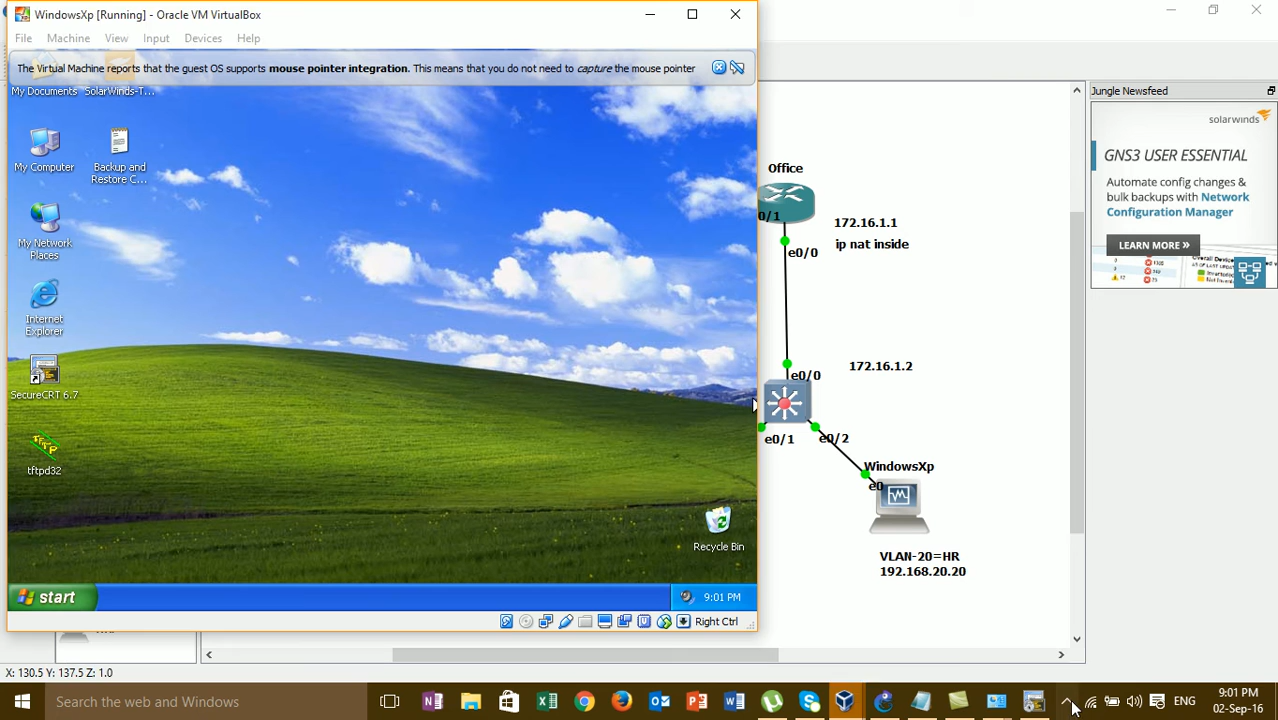 WindowsXp [Running] - Oracle VM VirtualBox
File Machine View Input Devices Help
The Virtual Machine reports that the guest OS supports mouse pointer integration. This means that you do not need to capture the mouse pointer
My Documents
SolarWinds-T...
My Computer
Backup and
Restore C...
My Network
Places
Internet
Explorer
SecureCRT 6.7
tftpd32
Recycle Bin
start
9:01 PM
Right Ctrl
Office
0/1
172.16.1.1
ip nat inside
e0/0
172.16.1.2
e0/0
e0/1
e0/2
WindowsXp
e0
VLAN-20=HR
192.168.20.20
Jungle Newsfeed
solarwinds
GNS3 USER ESSENTIAL
Automate config changes &
bulk backups with Network
Configuration Manager
LEARN MORE »
X: 130.5 Y: 137.5 Z: 1.0
Search the web and Windows
ENG
9:01 PM
02-Sep-16